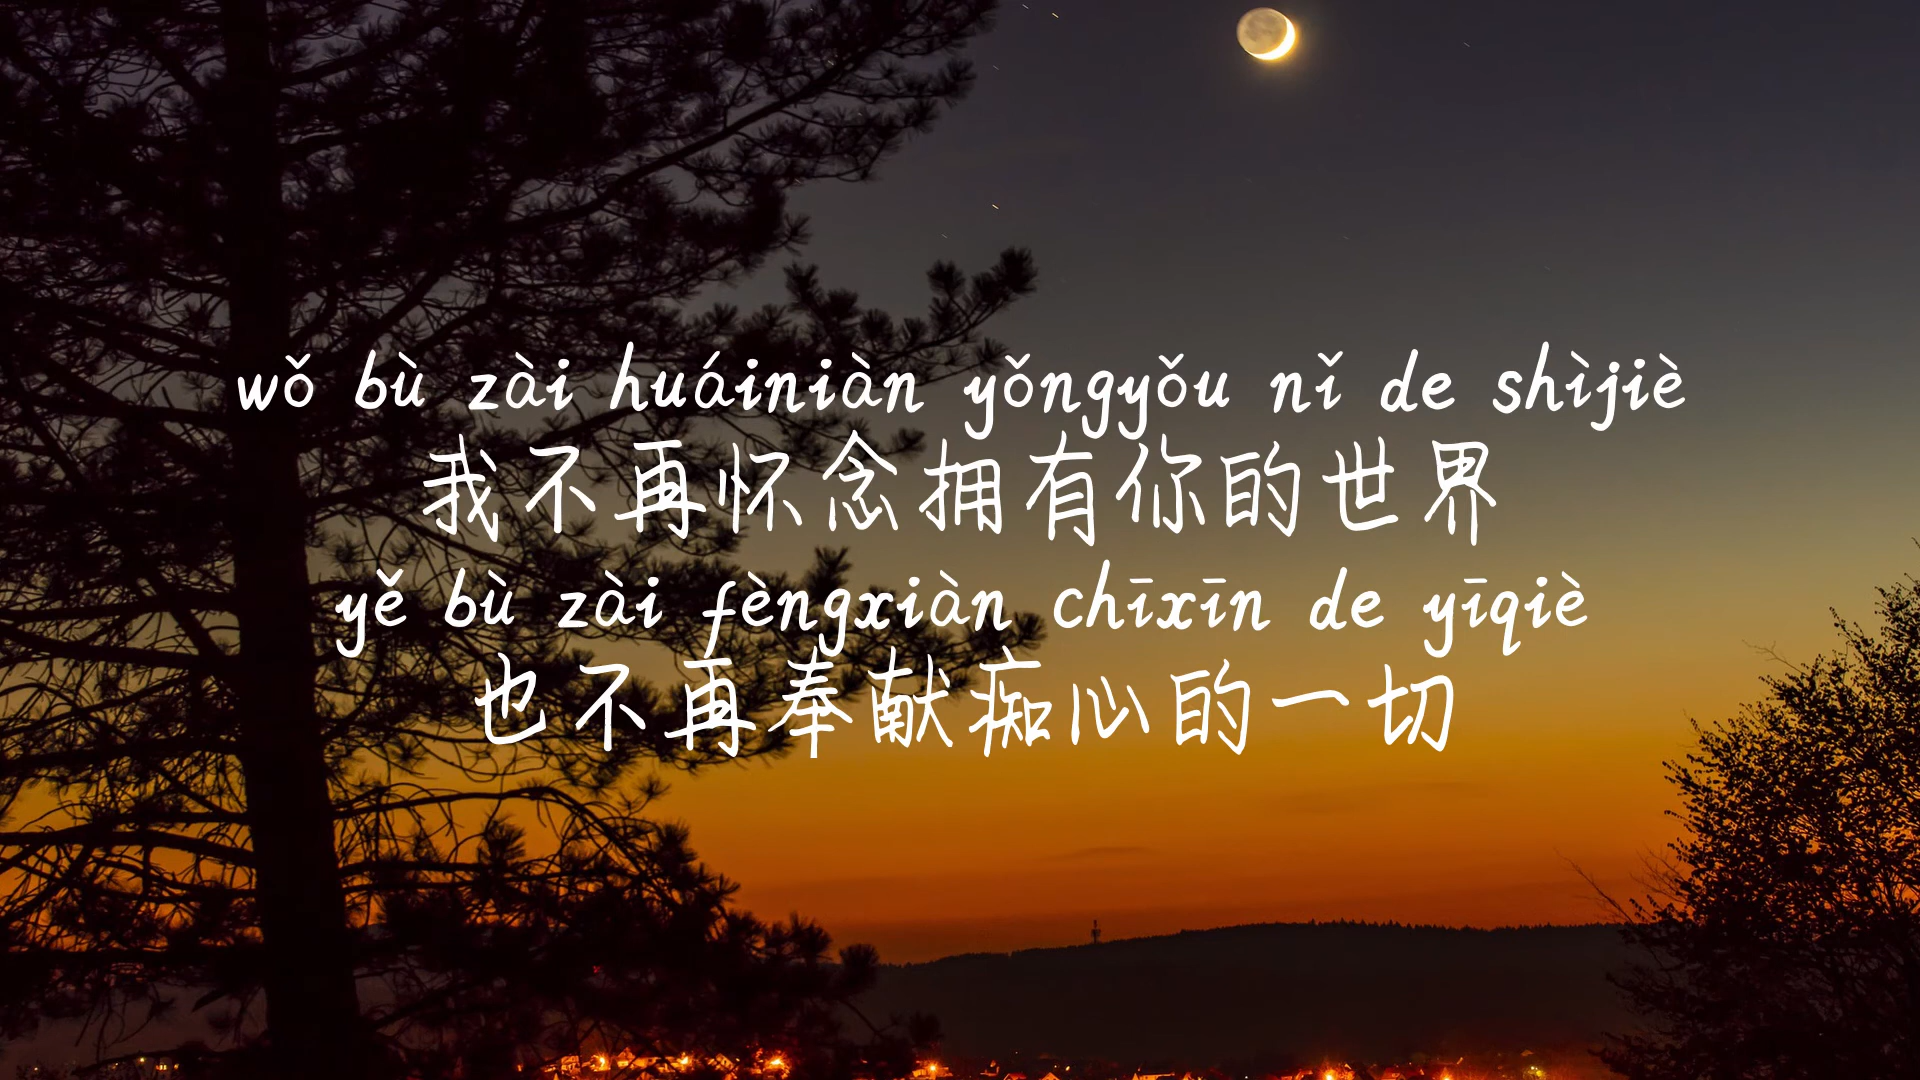 wǒ bù zài huáiniàn yǒngyǒu nǐ de shìjiè
我不再怀念拥有你的世界
yě bù zài fèngxiàn chīxīn de yīqiè
也不再奉献痴心的一切